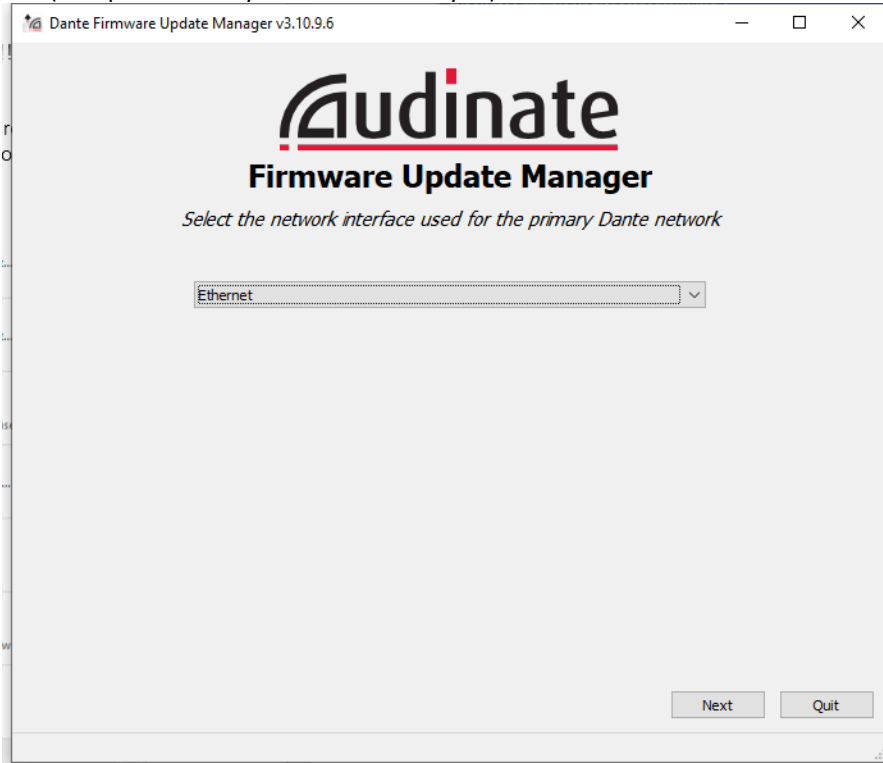 Dante Firmware Update Manager v3.10.9.6
Audinate
Firmware Update Manager
Select the network interface used for the primary Dante network
Ethernet
Next
Quit